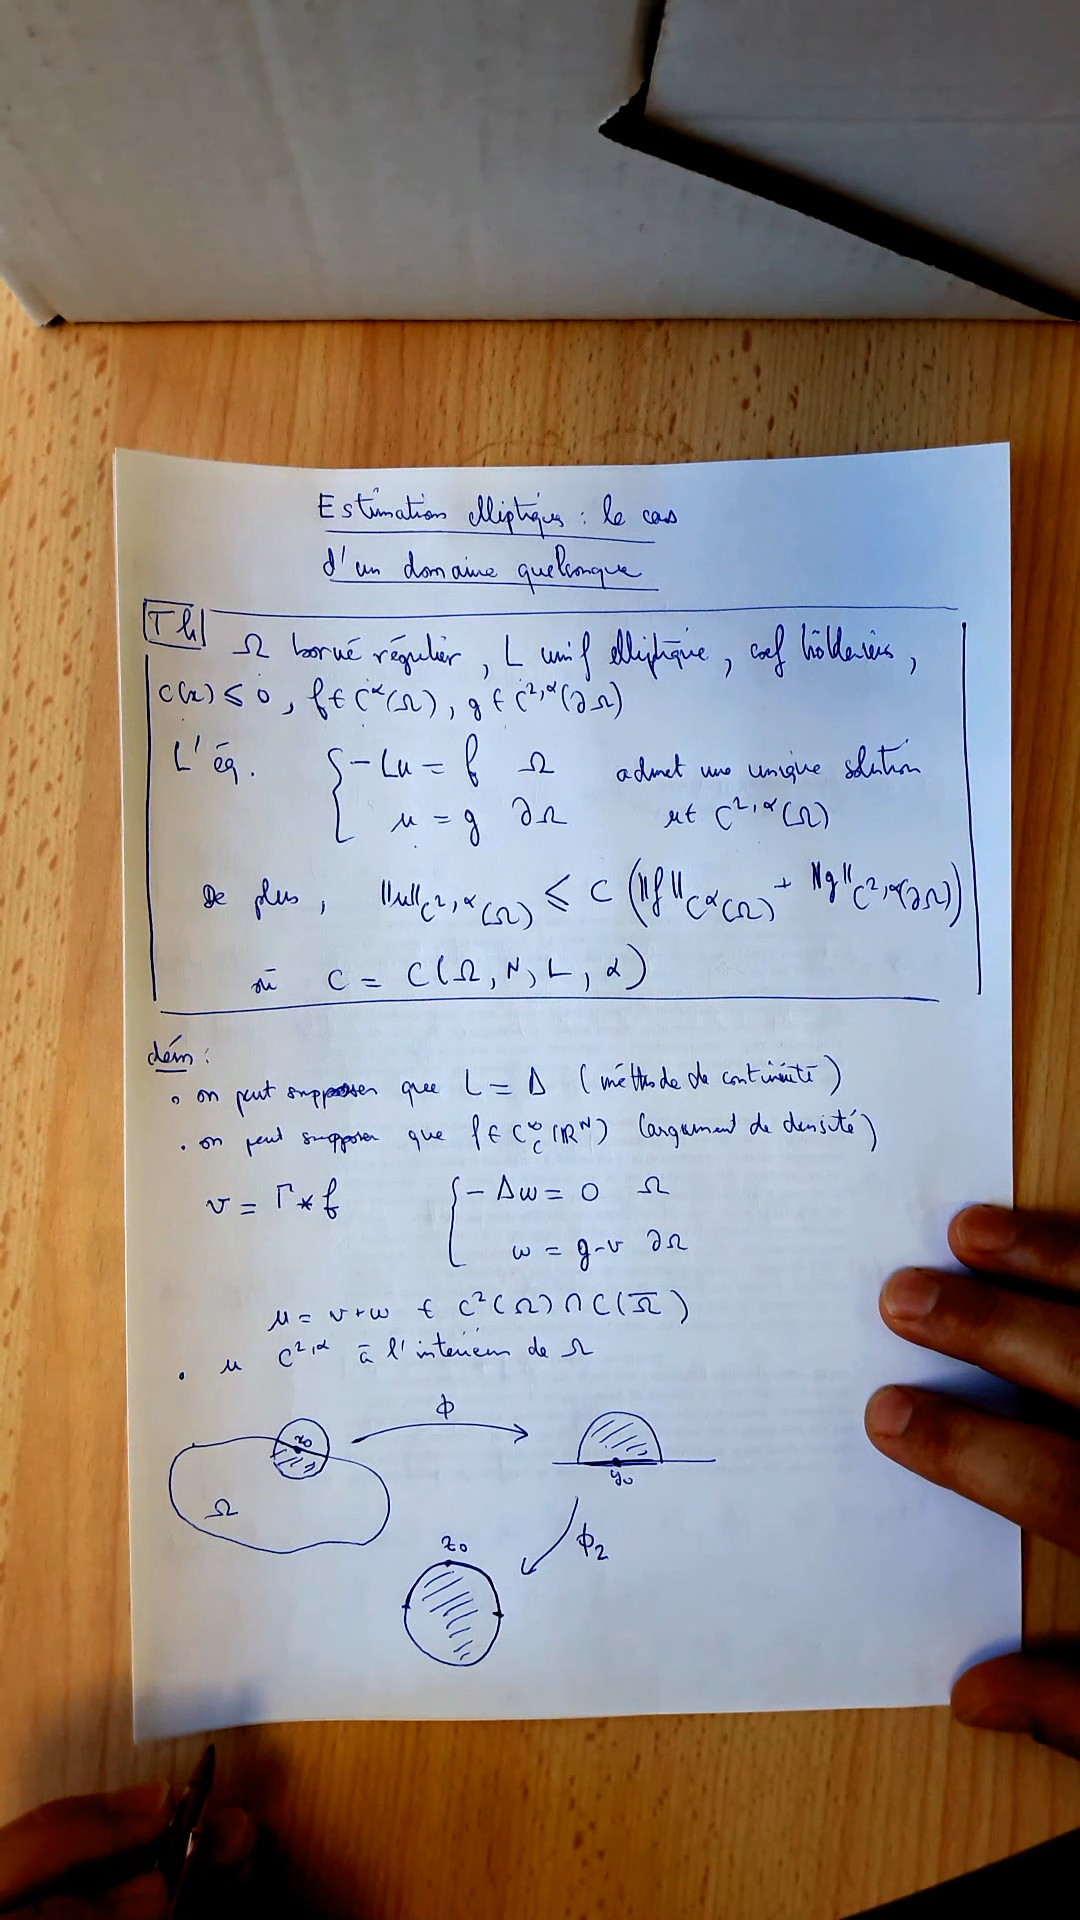 Estimations elliptiques : le cas
d'un domaine quelconque
Th
Ω borné régulier, L unif elliptique, coef höldériens,
c(x) ≤ 0, f ∈ C^α(Ω), g ∈ C^{2,α}(∂Ω)
L'éq. { -Lu = f Ω admet une unique solution
u = g ∂Ω u ∈ C^{2,α}(Ω)
De plus, ||u||_{C^{2,α}(Ω)} ≤ C (||f||_{C^α(Ω)} + ||g||_{C^{2,α}(∂Ω)})
où C = C(Ω, N, L, α)
dém :
• on peut supposer que L = Δ (méthode de continuité)
• on peut supposer que f ∈ C_c^∞(ℝ^N) (argument de densité)
v = Γ * f { -Δw = 0 Ω
w = g-v ∂Ω
u = v+w ∈ C²(Ω) ∩ C(Ω̅)
• u C^{2,α} à l'intérieur de Ω
ϕ
x₀
y₀
Ω
z₀ ϕ₂